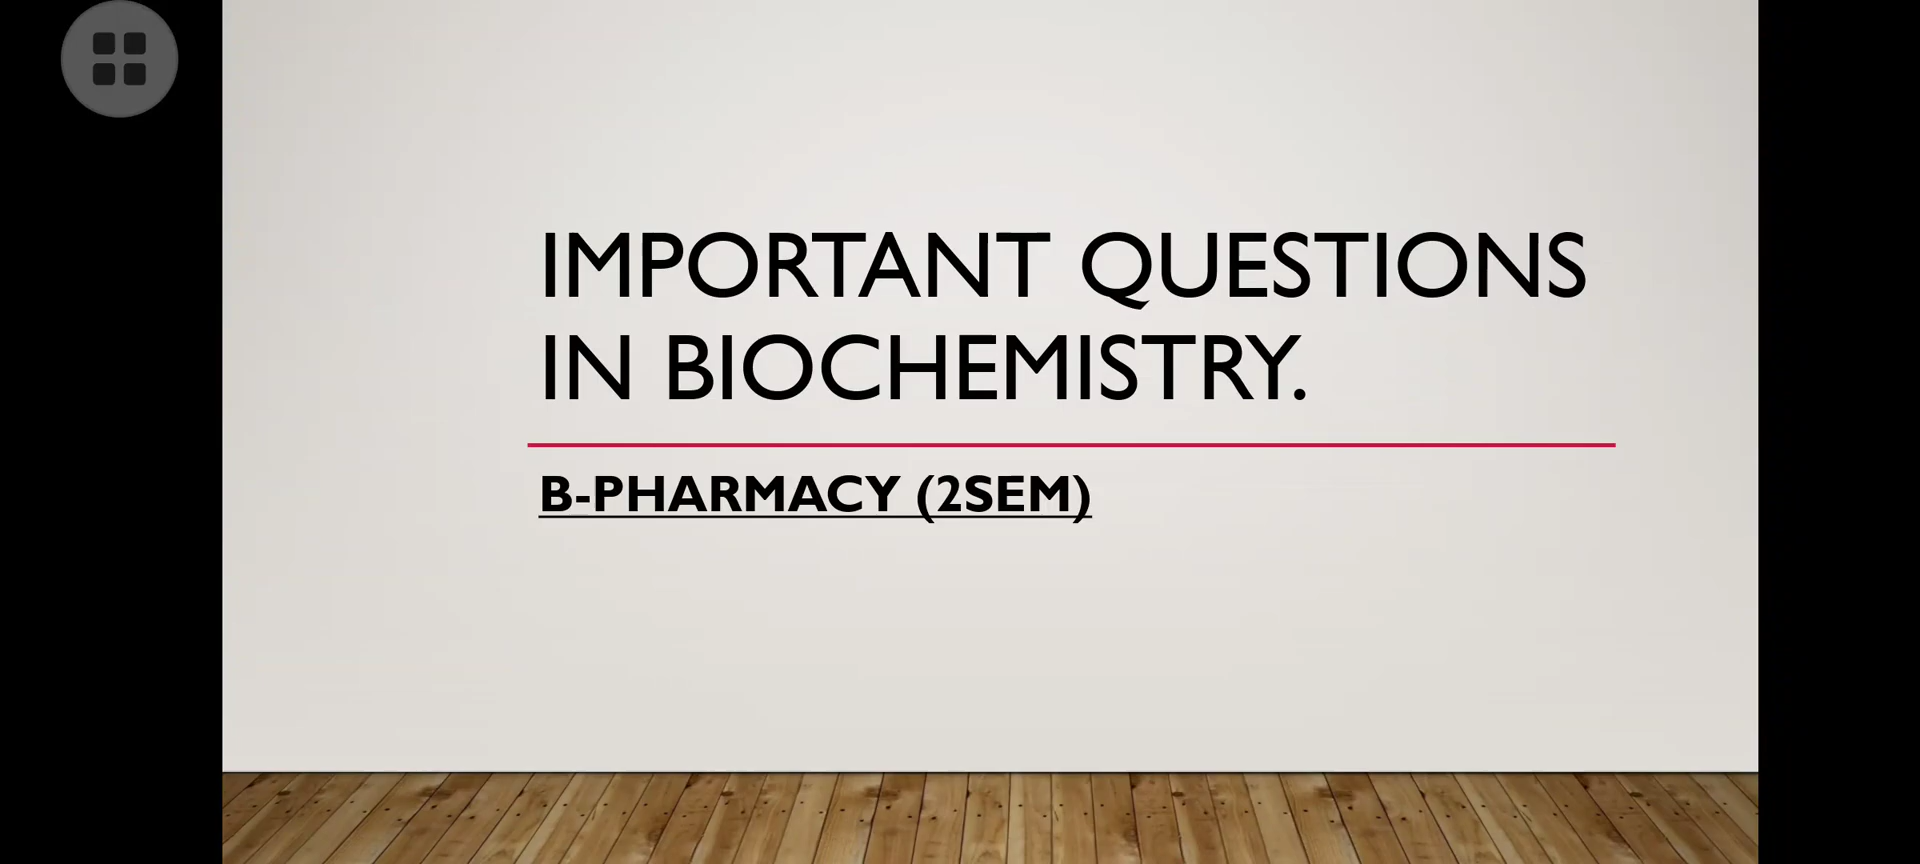 IMPORTANT QUESTIONS
IN BIOCHEMISTRY.
B-PHARMACY (2SEM)